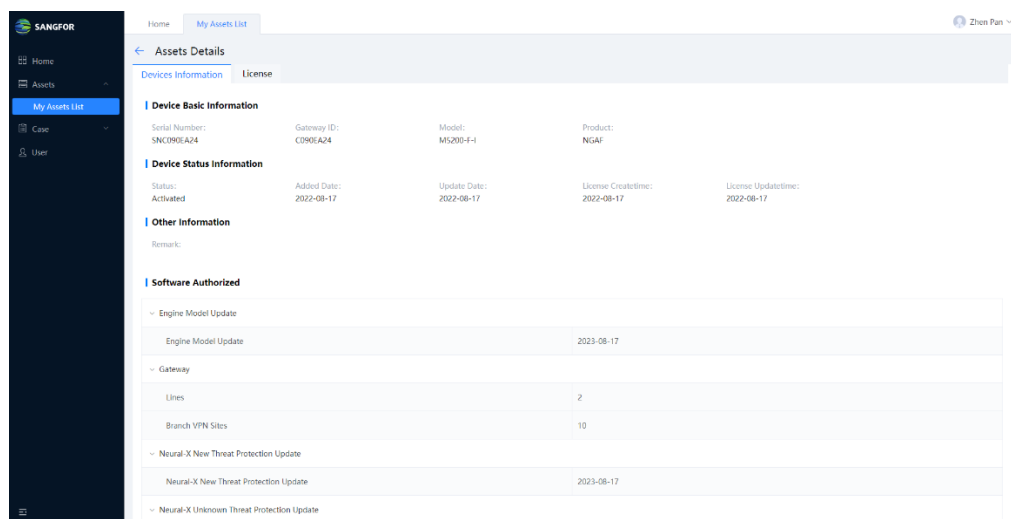 SANGFOR
Home
Assets
My Assets List
Case
User
Home My Assets List
Zhen Pan
← Assets Details
Devices Information License
Device Basic Information
Serial Number: Gateway ID: Model: Product:
SNC090EA24 C090EA24 M5200-F-I NGAF
Device Status Information
Status: Added Date: Update Date: License Createtime: License Updatetime:
Activated 2022-08-17 2022-08-17 2022-08-17 2022-08-17
Other Information
Remark:
Software Authorized
Engine Model Update
Engine Model Update 2023-08-17
Gateway
Lines 2
Branch VPN Sites 10
Neural-X New Threat Protection Update
Neural-X New Threat Protection Update 2023-08-17
Neural-X Unknown Threat Protection Update